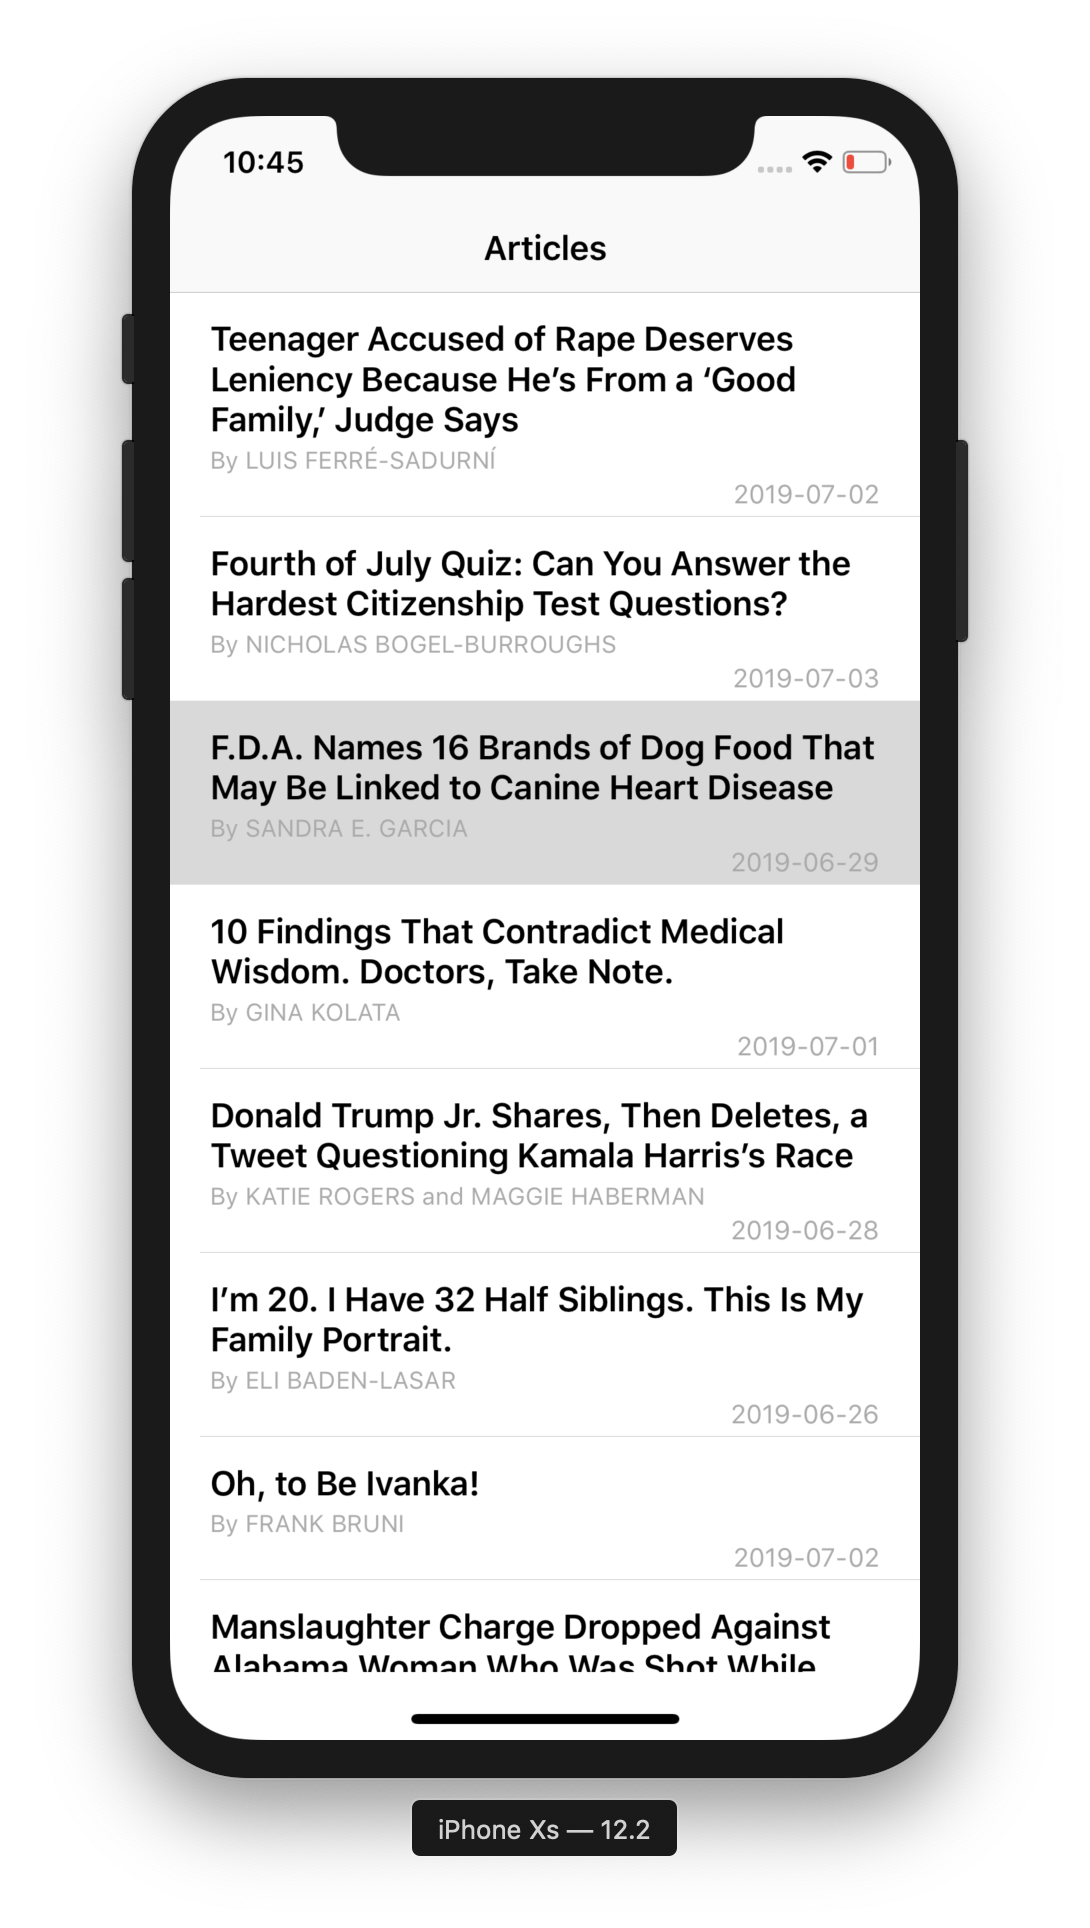 10:45
Articles
Teenager Accused of Rape Deserves
Leniency Because He’s From a ‘Good
Family,’ Judge Says
By LUIS FERRÉ-SADURNÍ
2019-07-02
Fourth of July Quiz: Can You Answer the
Hardest Citizenship Test Questions?
By NICHOLAS BOGEL-BURROUGHS
2019-07-03
F.D.A. Names 16 Brands of Dog Food That
May Be Linked to Canine Heart Disease
By SANDRA E. GARCIA
2019-06-29
10 Findings That Contradict Medical
Wisdom. Doctors, Take Note.
By GINA KOLATA
2019-07-01
Donald Trump Jr. Shares, Then Deletes, a
Tweet Questioning Kamala Harris’s Race
By KATIE ROGERS and MAGGIE HABERMAN
2019-06-28
I’m 20. I Have 32 Half Siblings. This Is My
Family Portrait.
By ELI BADEN-LASAR
2019-06-26
Oh, to Be Ivanka!
By FRANK BRUNI
2019-07-02
Manslaughter Charge Dropped Against
Alabama Woman Who Was Shot While
iPhone Xs — 12.2